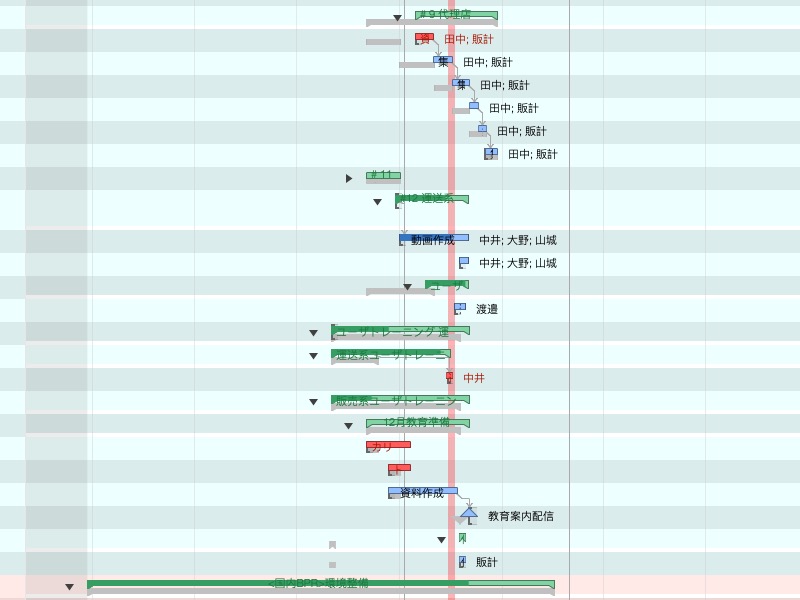 #9 代理店
資 田中; 販計
集 田中; 販計
集 田中; 販計
田中; 販計
田中; 販計
田中; 販計
# 11
#12 運送系
動画作成 中井; 大野; 山城
中井; 大野; 山城
ユーザ
渡邉
ユーザトレーニング 運
運送系ユーザトレーニ
中井
販売系ユーザトレーニン
12月教育準備
カリ
資料作成
教育案内配信
販計
<国内BPR>環境整備